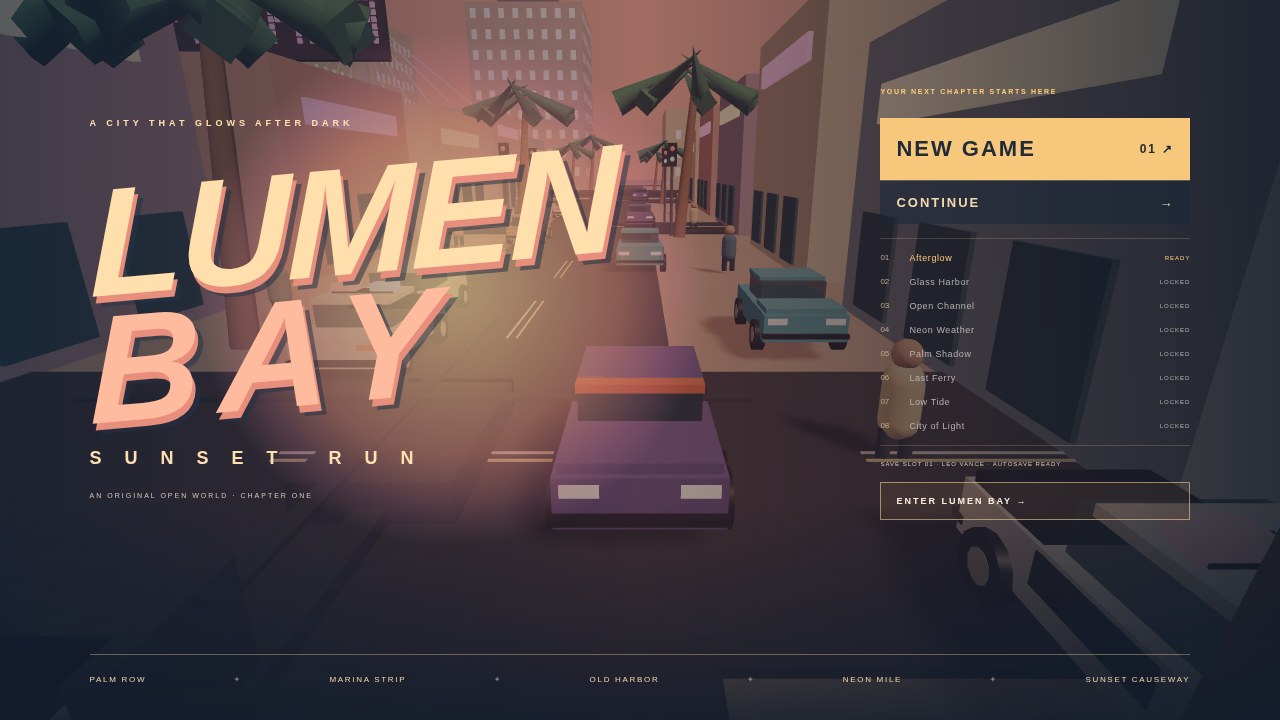 A CITY THAT GLOWS AFTER DARK
LUMEN
BAY
SUNSET RUN
AN ORIGINAL OPEN WORLD · CHAPTER ONE
YOUR NEXT CHAPTER STARTS HERE
NEW GAME 01 ↗
CONTINUE →
01 Afterglow READY
02 Glass Harbor LOCKED
03 Open Channel LOCKED
04 Neon Weather LOCKED
05 Palm Shadow LOCKED
06 Last Ferry LOCKED
07 Low Tide LOCKED
08 City of Light LOCKED
SAVE SLOT 01 · LEO VANCE · AUTOSAVE READY
ENTER LUMEN BAY →
PALM ROW + MARINA STRIP + OLD HARBOR + NEON MILE + SUNSET CAUSEWAY